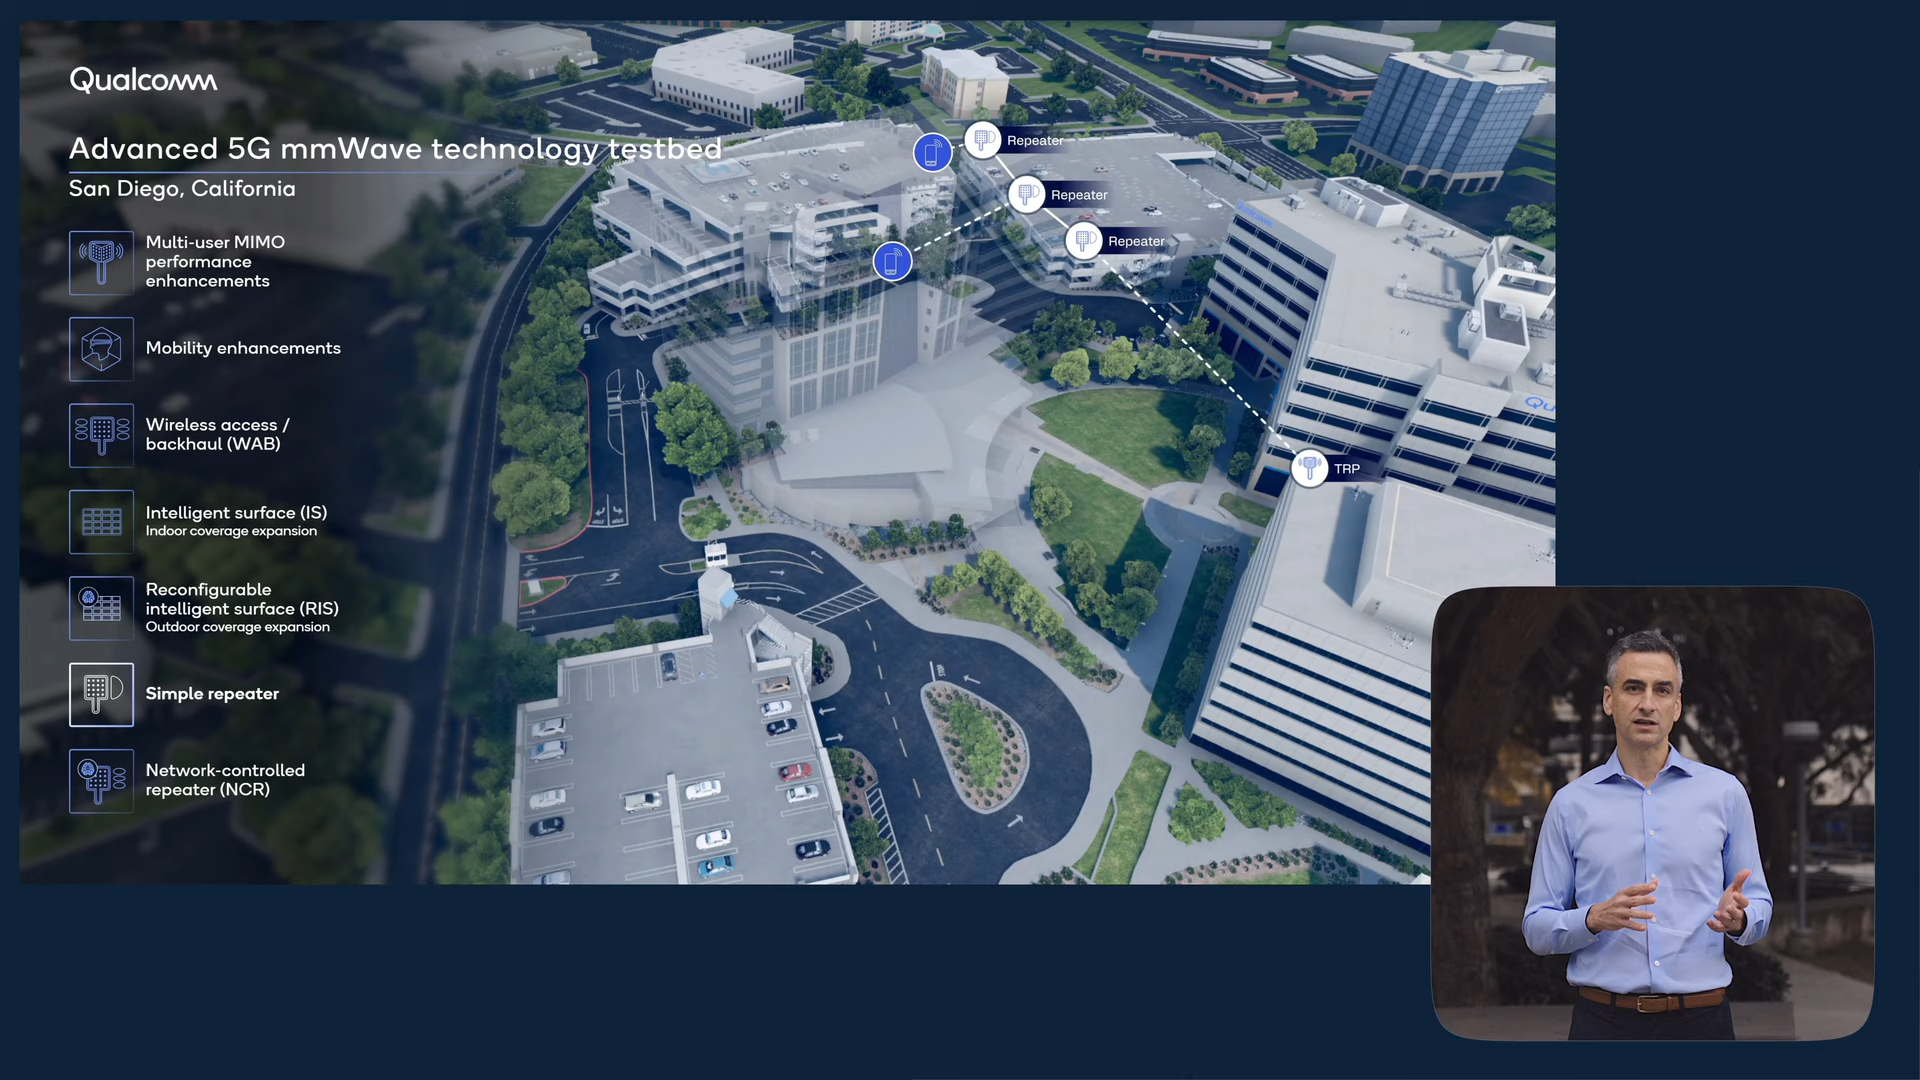 Qualcomm
Advanced 5G mmWave technology testbed
San Diego, California
Multi-user MIMO
performance
enhancements
Mobility enhancements
Wireless access /
backhaul (WAB)
Intelligent surface (IS)
Indoor coverage expansion
Reconfigurable
intelligent surface (RIS)
Outdoor coverage expansion
Simple repeater
Network-controlled
repeater (NCR)
Repeater
Repeater
Repeater
TRP